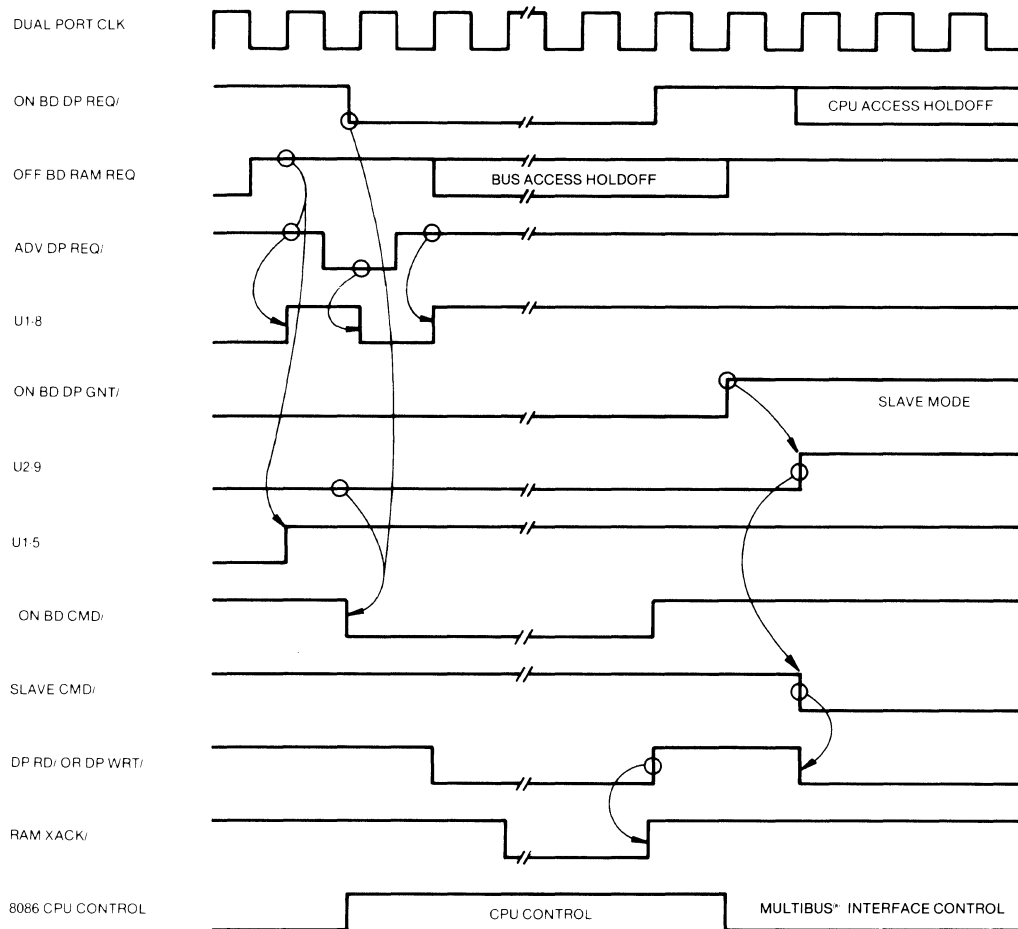 DUAL PORT CLK
ON BD DP REQ/
CPU ACCESS HOLDOFF
OFF BD RAM REQ
BUS ACCESS HOLDOFF
ADV DP REQ/
U1-8
ON BD DP GNT/
SLAVE MODE
U2-9
U1-5
ON BD CMD/
SLAVE CMD/
DP RD/ OR DP WRT/
RAM XACK/
8086 CPU CONTROL
CPU CONTROL
MULTIBUS® INTERFACE CONTROL